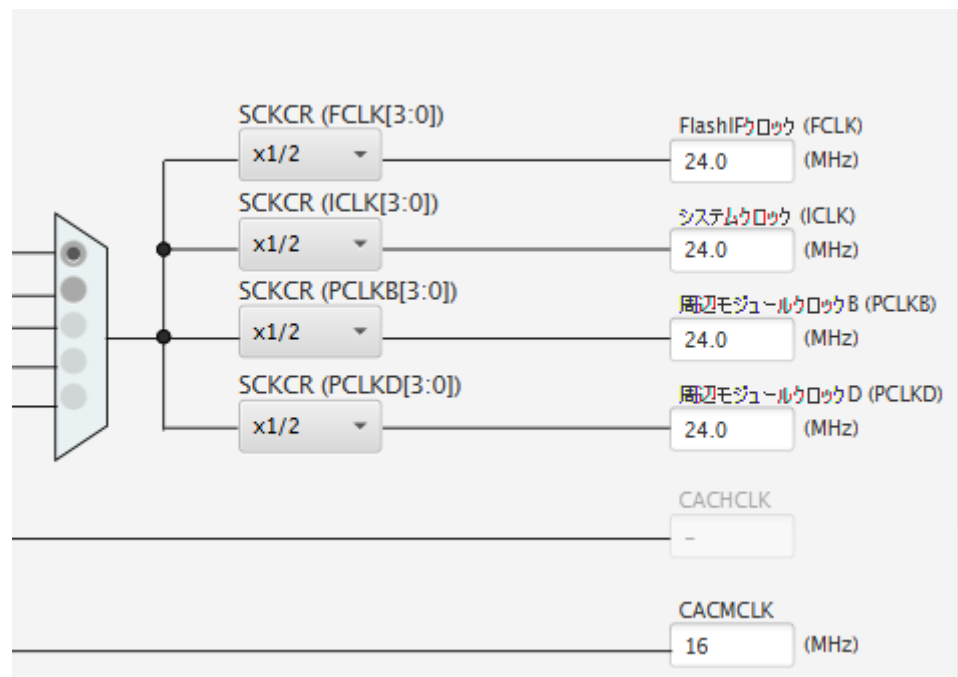 SCKCR (FCLK[3:0])
x1/2
FlashIFクロック (FCLK)
24.0 (MHz)
SCKCR (ICLK[3:0])
x1/2
システムクロック (ICLK)
24.0 (MHz)
SCKCR (PCLKB[3:0])
x1/2
周辺モジュールクロックB (PCLKB)
24.0 (MHz)
SCKCR (PCLKD[3:0])
x1/2
周辺モジュールクロックD (PCLKD)
24.0 (MHz)
CACHCLK
-
CACMCLK
16 (MHz)